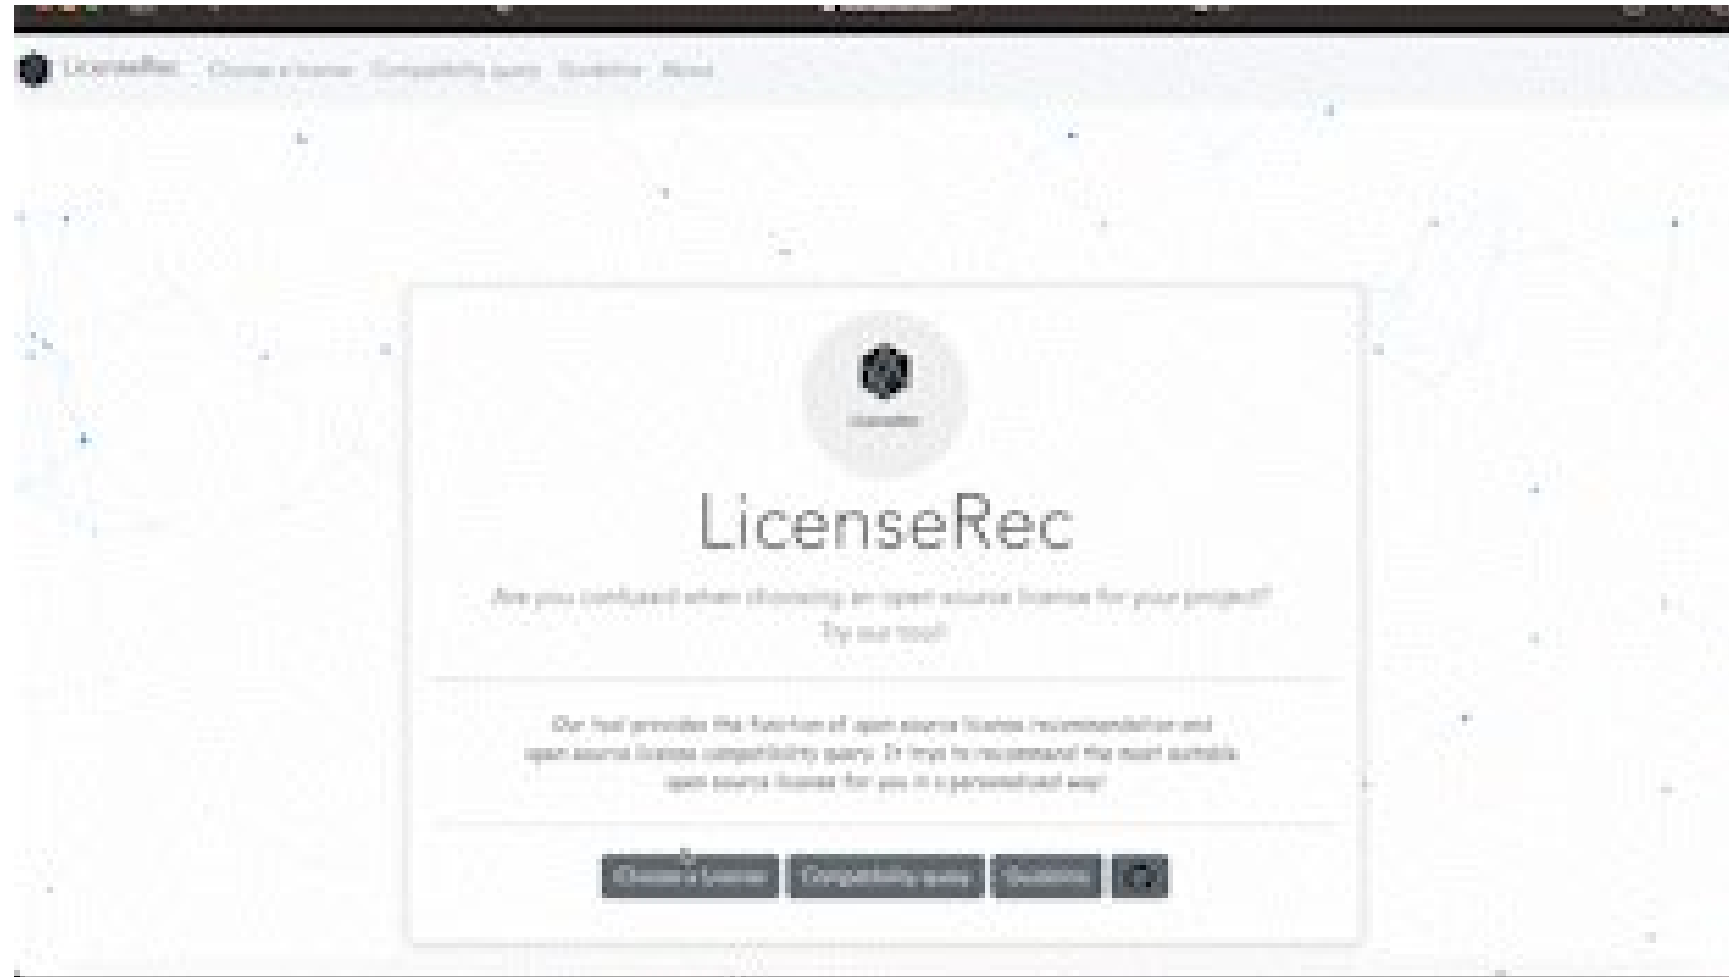 LicenseRec Choose a license Compatibility query Guideline About
LicenseRec
LicenseRec
Are you confused when choosing an open source license for your project?
Try our tool!
Our tool provides the function of open source license recommendation and
open source license compatibility query. It trys to recommend the most suitable
open source license for you in a personalized way!
Choose a License Compatibility query Guideline